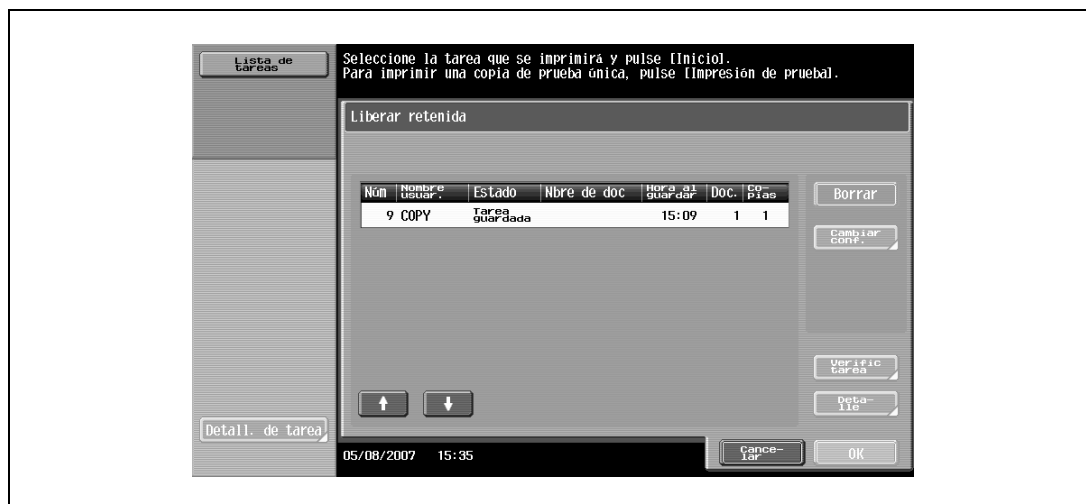 Lista de
tareas
Seleccione la tarea que se imprimirá y pulse [Inicio].
Para imprimir una copia de prueba única, pulse [Impresión de prueba].
Liberar retenida
Núm Nombre usuar. Estado Nbre de doc Hora al guardar Doc. Co-pias
9 COPY Tarea guardada 15:09 1 1
Borrar
Cambiar
conf.
Verific
tarea
Deta-
lle
Detall. de tarea
05/08/2007 15:35
Cance-
lar
OK